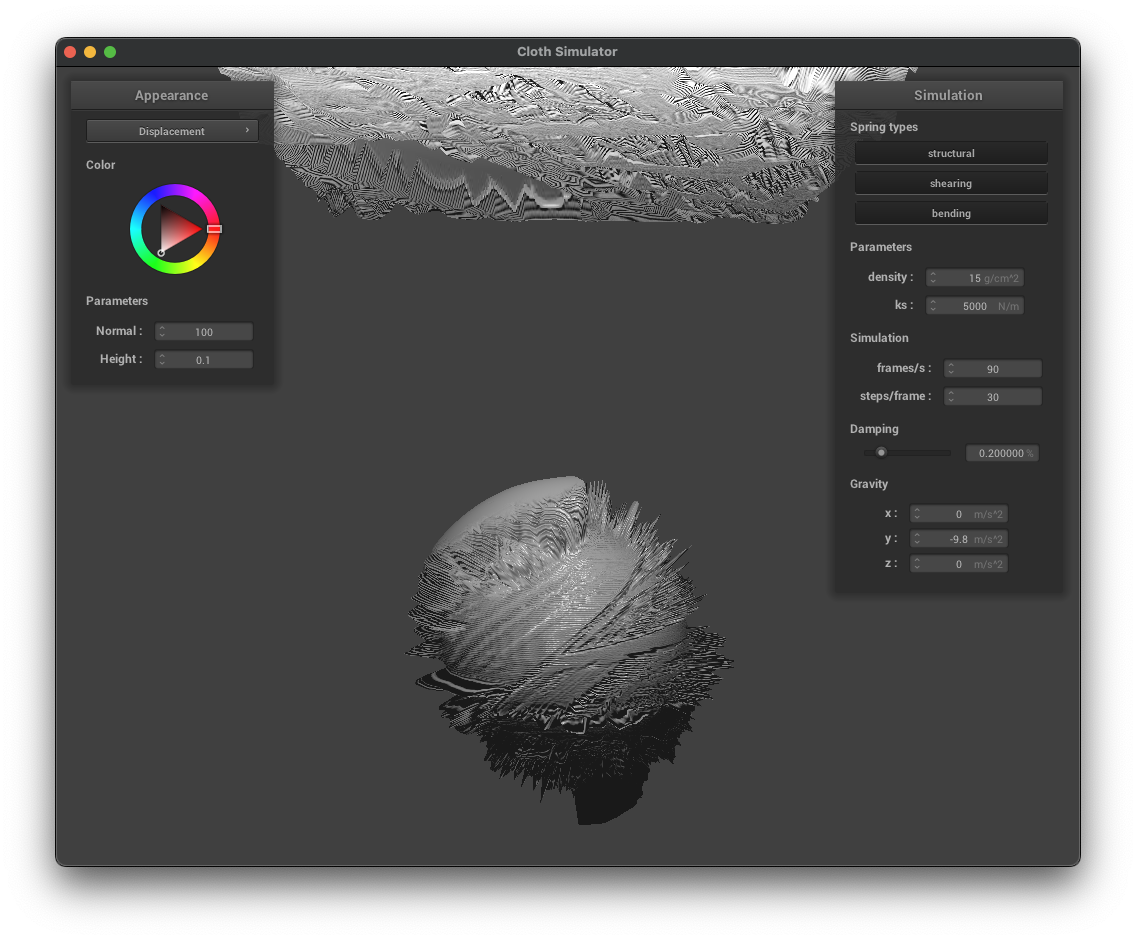 Cloth Simulator
Appearance
Displacement
Color
Parameters
Normal : 100
Height : 0.1
Simulation
Spring types
structural
shearing
bending
Parameters
density : 15 g/cm^2
ks : 5000 N/m
Simulation
frames/s : 90
steps/frame : 30
Damping
0.200000 %
Gravity
x : 0 m/s^2
y : -9.8 m/s^2
z : 0 m/s^2